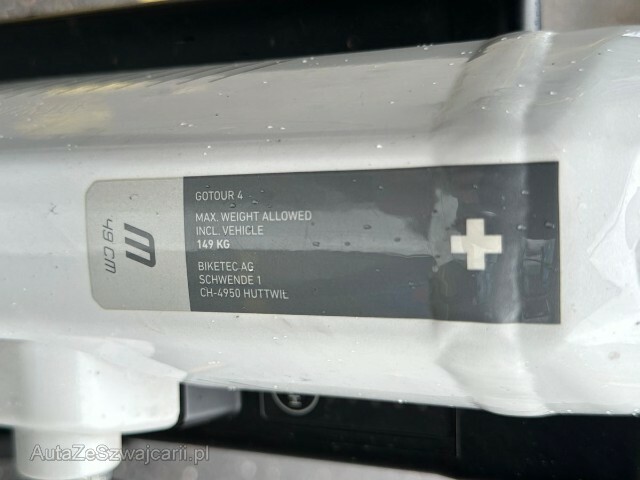 GOTOUR 4
MAX. WEIGHT ALLOWED
INCL. VEHICLE
149 KG
BIKETEC AG
SCHWENDE 1
CH-4950 HUTTWIL
M
49 cm
AutaZeSzwajcarii.pl